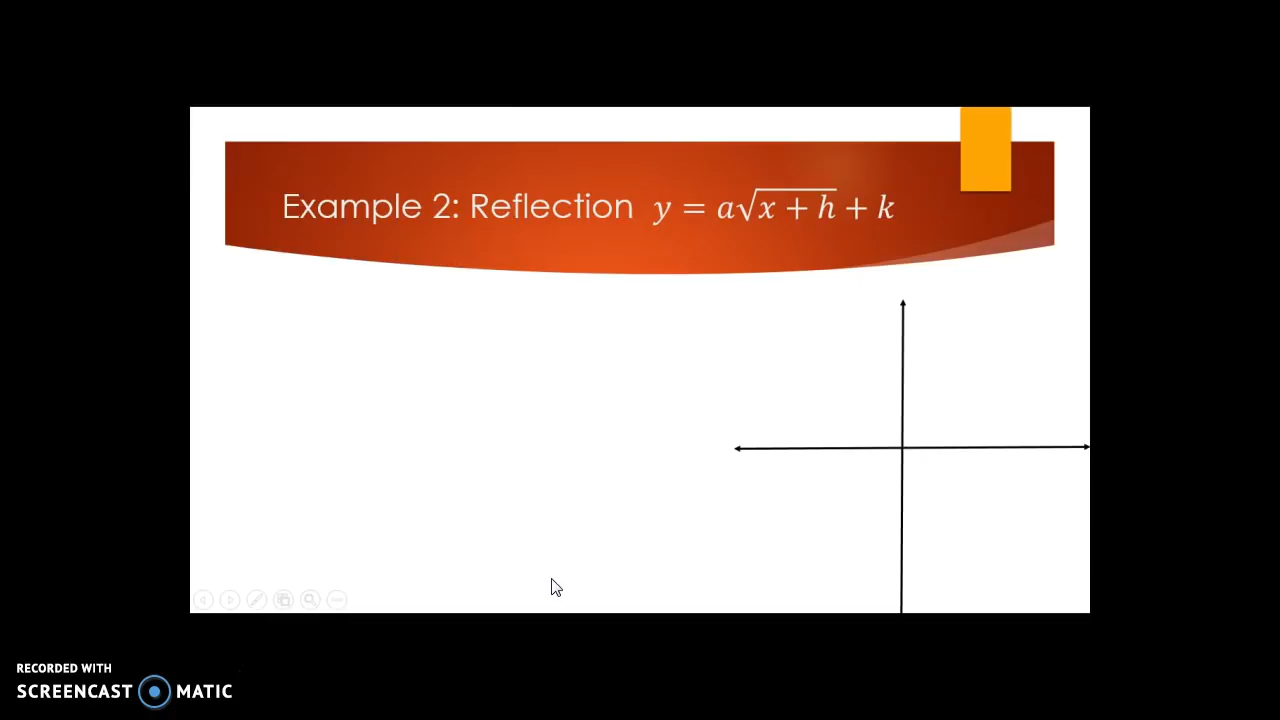 Example 2: Reflection y = a√(x + h) + k
RECORDED WITH
SCREENCAST MATIC